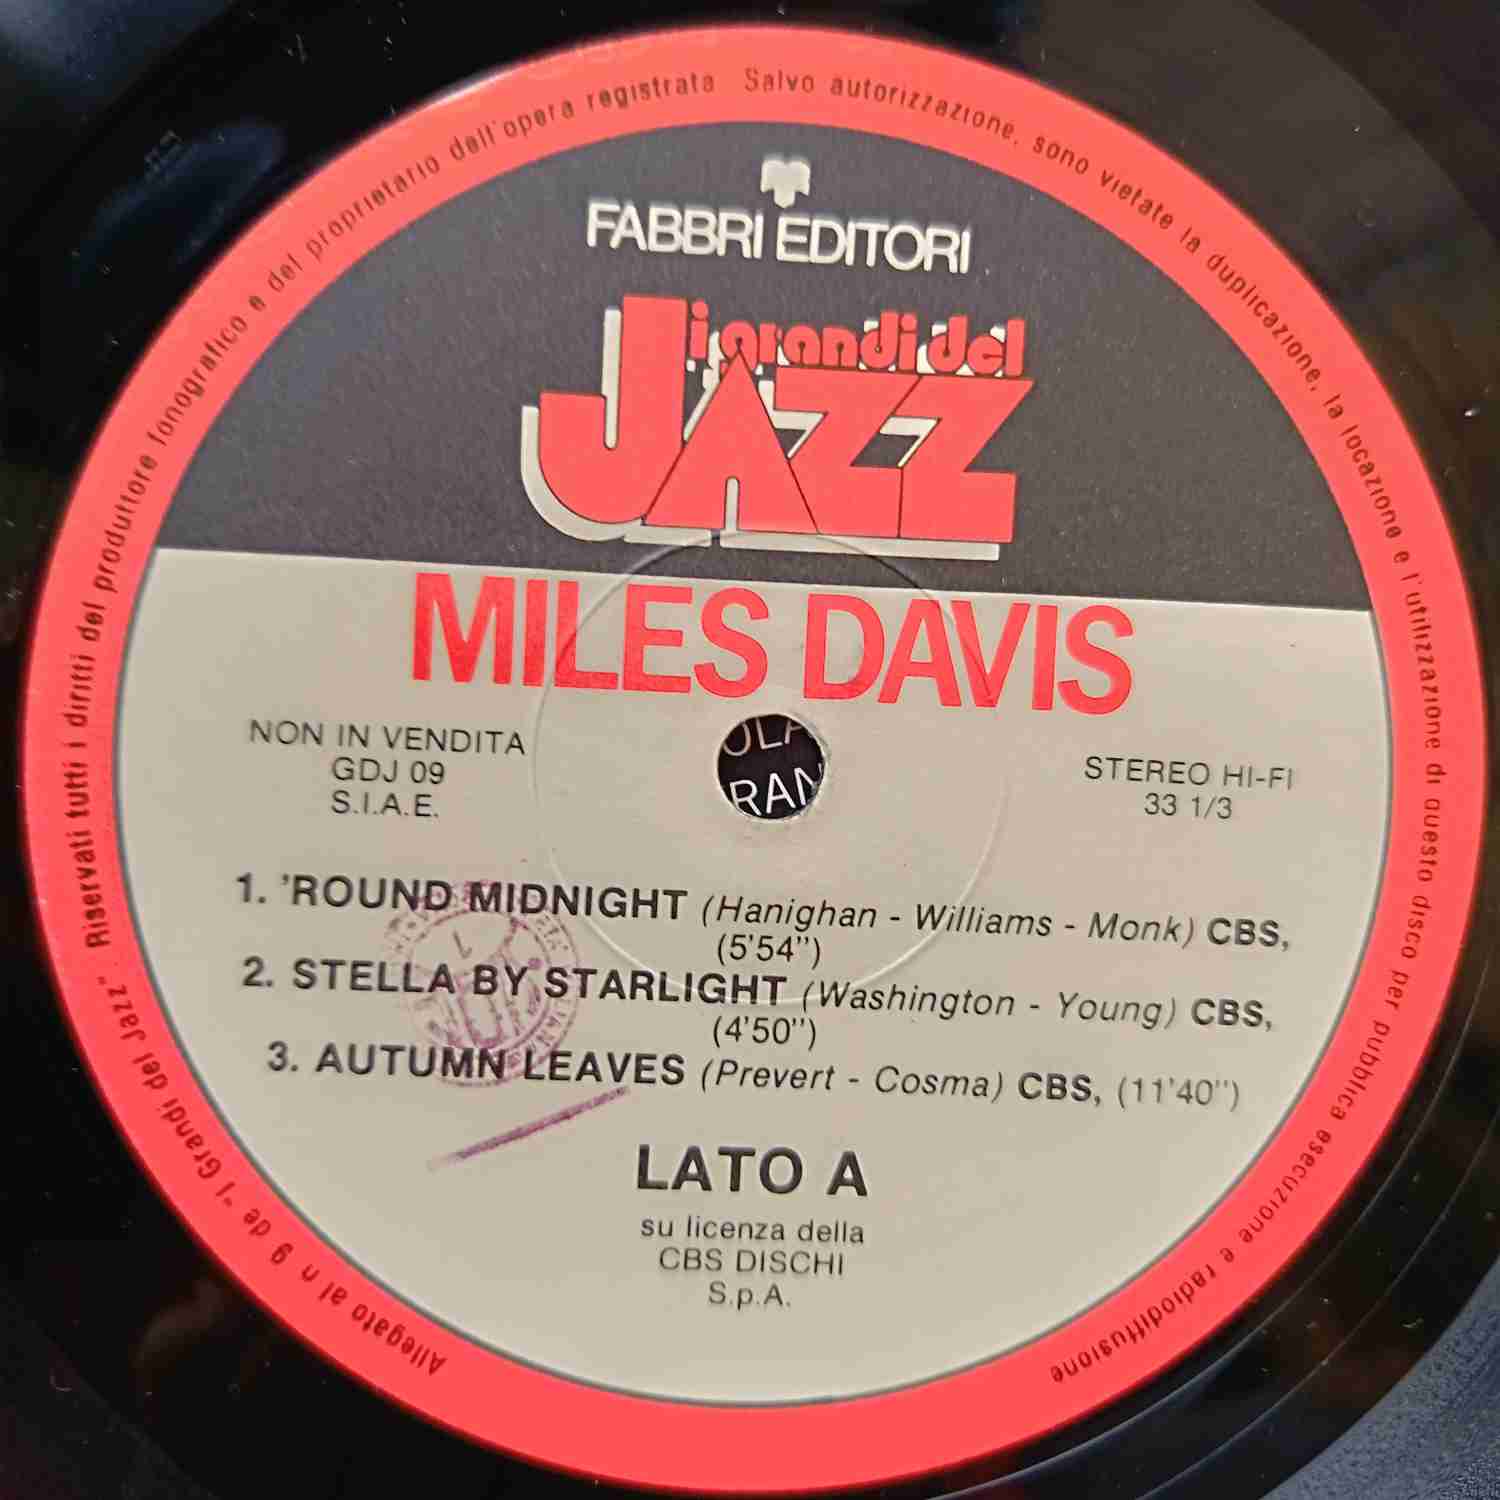 Allegato al n 9 de "I Grandi del Jazz" Riservati tutti i diritti del produttore fonografico e del proprietario dell'opera registrata Salvo autorizzazione, sono vietate la duplicazione, la locazione e l'utilizzazione di questo disco per pubblica esecuzione e radiodiffusione
FABBRI EDITORI
i grandi del
JAZZ
MILES DAVIS
NON IN VENDITA
GDJ 09
S.I.A.E.
STEREO HI-FI
33 1/3
1. 'ROUND MIDNIGHT (Hanighan - Williams - Monk) CBS,
(5'54")
2. STELLA BY STARLIGHT (Washington - Young) CBS,
(4'50")
3. AUTUMN LEAVES (Prevert - Cosma) CBS, (11'40")
LATO A
su licenza della
CBS DISCHI
S.p.A.